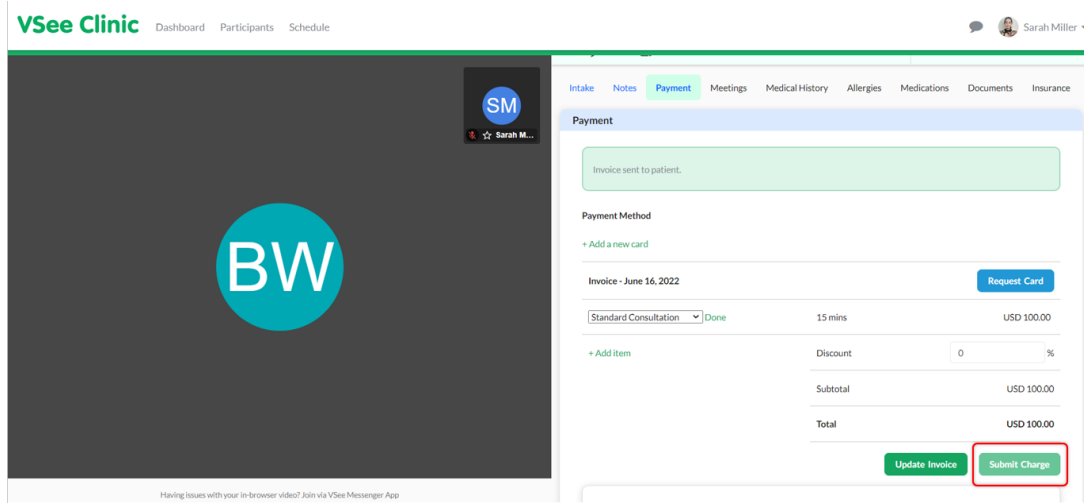 VSee Clinic Dashboard Participants Schedule Sarah Miller
SM
Sarah M...
BW
Having issues with your in-browser video? Join via VSee Messenger App
Intake Notes Payment Meetings Medical History Allergies Medications Documents Insurance
Payment
Invoice sent to patient.
Payment Method
+ Add a new card
Invoice - June 16, 2022 Request Card
Standard Consultation Done 15 mins USD 100.00
+ Add item Discount 0 %
Subtotal USD 100.00
Total USD 100.00
Update Invoice Submit Charge